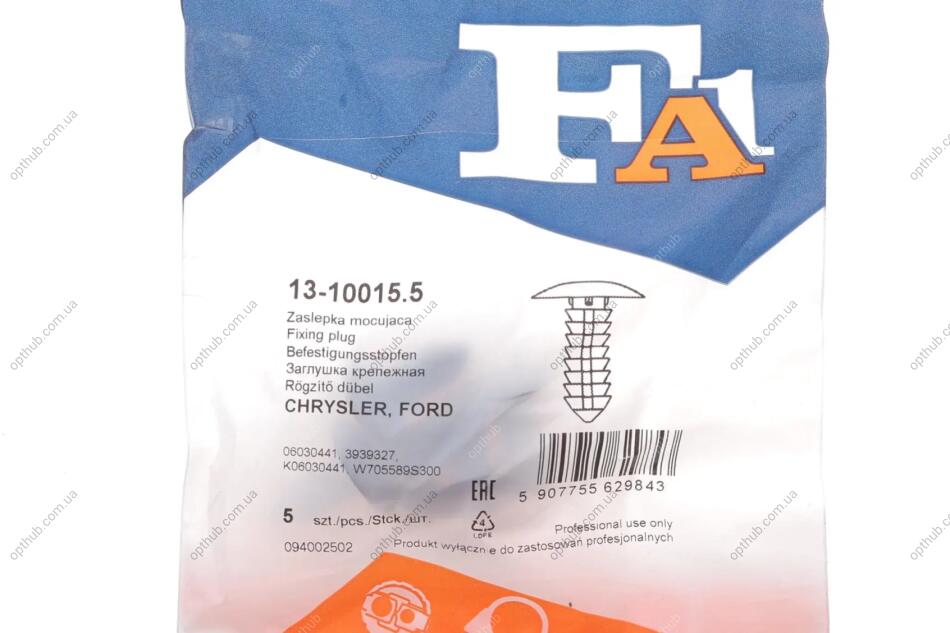 FA1
13-10015.5
Zaslepka mocujaca
Fixing plug
Befestigungsstopfen
Заглушка крепежная
Rögzitő dübel
CHRYSLER, FORD
06030441, 3939327,
K06030441, W705589S300
5 szt./pcs./Stck./шт.
094002502
EAC
4
LDPE
5 907755 629843
Professional use only
Produkt wyłącznie do zastosowań profesjonalnych
opthub.com.ua